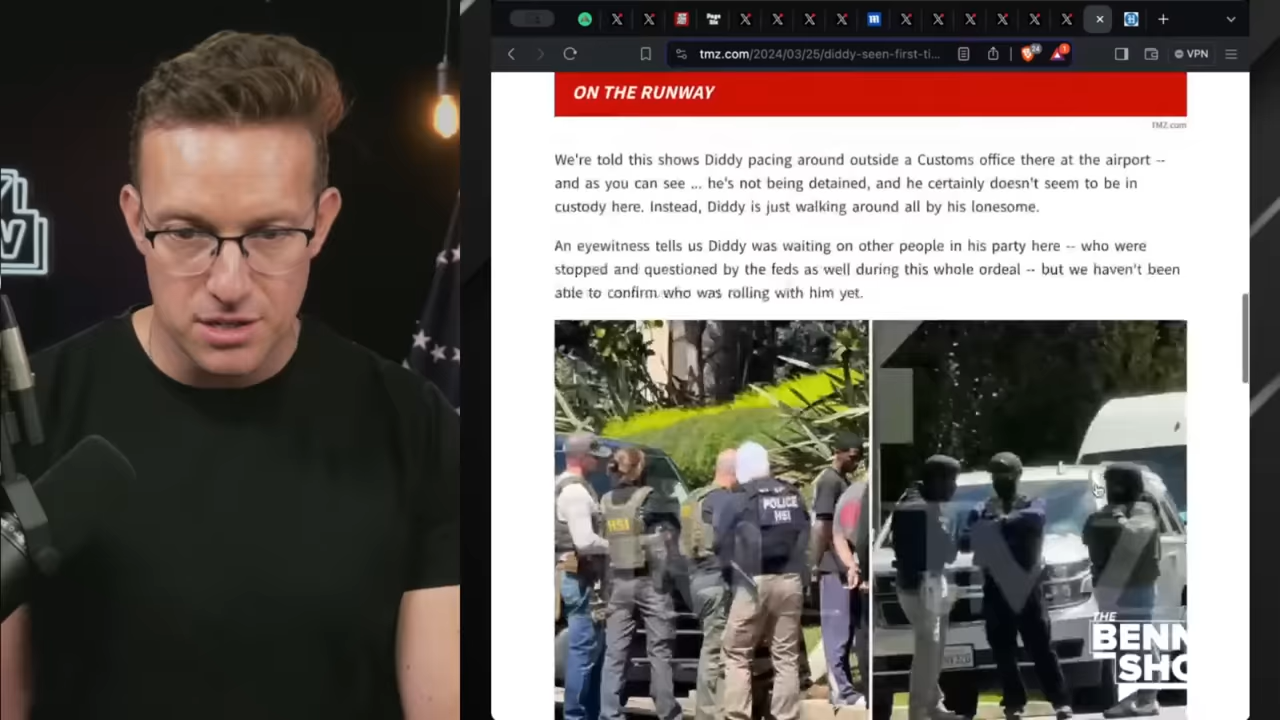 tmz.com/2024/03/25/diddy-seen-first-ti...
24
1
VPN
ON THE RUNWAY
TMZ.com
We're told this shows Diddy pacing around outside a Customs office there at the airport --
and as you can see ... he's not being detained, and he certainly doesn't seem to be in
custody here. Instead, Diddy is just walking around all by his lonesome.
An eyewitness tells us Diddy was waiting on other people in his party here -- who were
stopped and questioned by the feds as well during this whole ordeal -- but we haven't been
able to confirm who was rolling with him yet.
HSI
POLICE
HSI
THE
BENN
SHO